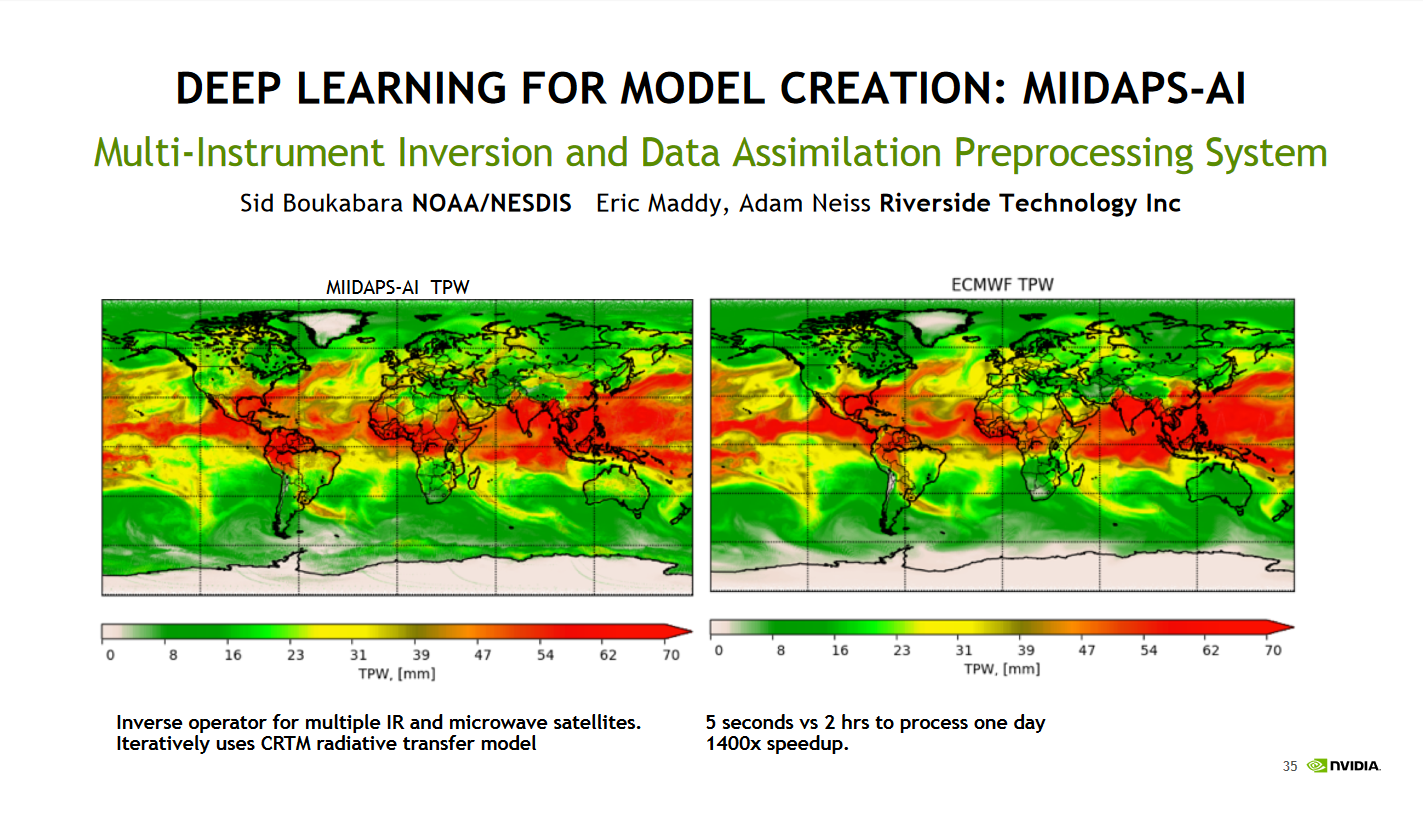 DEEP LEARNING FOR MODEL CREATION: MIIDAPS-AI
Multi-Instrument Inversion and Data Assimilation Preprocessing System
Sid Boukabara NOAA/NESDIS Eric Maddy, Adam Neiss Riverside Technology Inc
MIIDAPS-AI TPW
0 8 16 23 31 39 47 54 62 70
TPW, [mm]
ECMWF TPW
0 8 16 23 31 39 47 54 62 70
TPW, [mm]
Inverse operator for multiple IR and microwave satellites.
Iteratively uses CRTM radiative transfer model
5 seconds vs 2 hrs to process one day
1400x speedup.
35 NVIDIA.